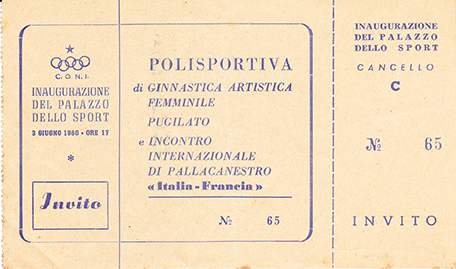 C.O.N.I.
INAUGURAZIONE
DEL PALAZZO
DELLO SPORT
3 GIUGNO 1960 • ORE 17
*
Invito
POLISPORTIVA
di GINNASTICA ARTISTICA
FEMMINILE
PUGILATO
e INCONTRO
INTERNAZIONALE
DI PALLACANESTRO
«Italia - Francia»
№ 65
INAUGURAZIONE
DEL PALAZZO
DELLO SPORT
CANCELLO
C
№ 65
INVITO